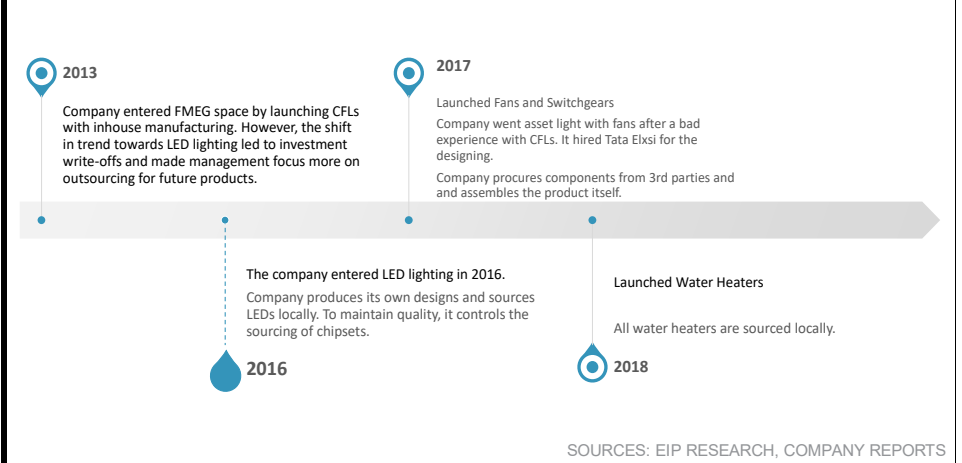 2013
Company entered FMEG space by launching CFLs
with inhouse manufacturing. However, the shift
in trend towards LED lighting led to investment
write-offs and made management focus more on
outsourcing for future products.
2017
Launched Fans and Switchgears
Company went asset light with fans after a bad
experience with CFLs. It hired Tata Elxsi for the
designing.
Company procures components from 3rd parties and
and assembles the product itself.
The company entered LED lighting in 2016.
Company produces its own designs and sources
LEDs locally. To maintain quality, it controls the
sourcing of chipsets.
2016
Launched Water Heaters
All water heaters are sourced locally.
2018
SOURCES: EIP RESEARCH, COMPANY REPORTS